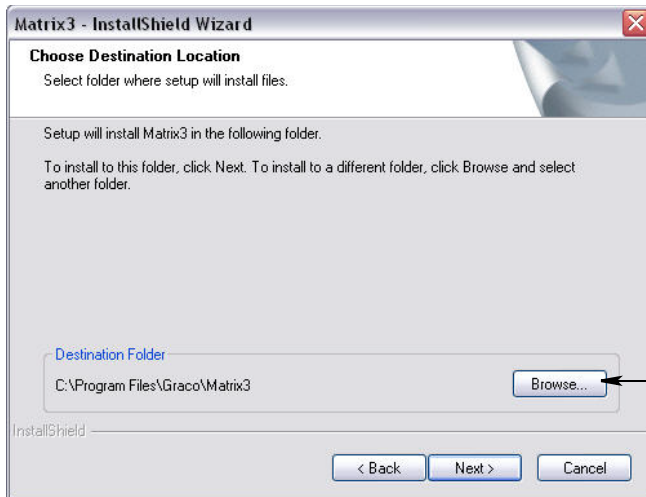 Matrix3 - InstallShield Wizard
Choose Destination Location
Select folder where setup will install files.
Setup will install Matrix3 in the following folder.
To install to this folder, click Next. To install to a different folder, click Browse and select
another folder.
Destination Folder
C:\Program Files\Graco\Matrix3
Browse...
InstallShield
< Back
Next >
Cancel